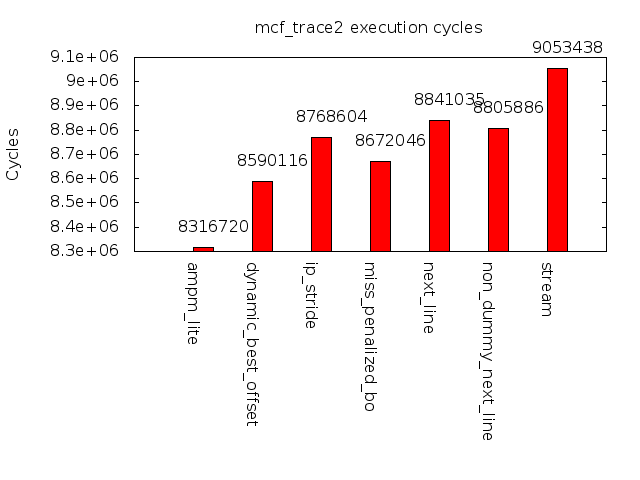 mcf_trace2 execution cycles
Cycles
9.1e+06
9e+06
8.9e+06
8.8e+06
8.7e+06
8.6e+06
8.5e+06
8.4e+06
8.3e+06
8316720
8590116
8768604
8672046
8841035
8805886
9053438
ampm_lite
dynamic_best_offset
ip_stride
miss_penalized_bo
next_line
non_dummy_next_line
stream